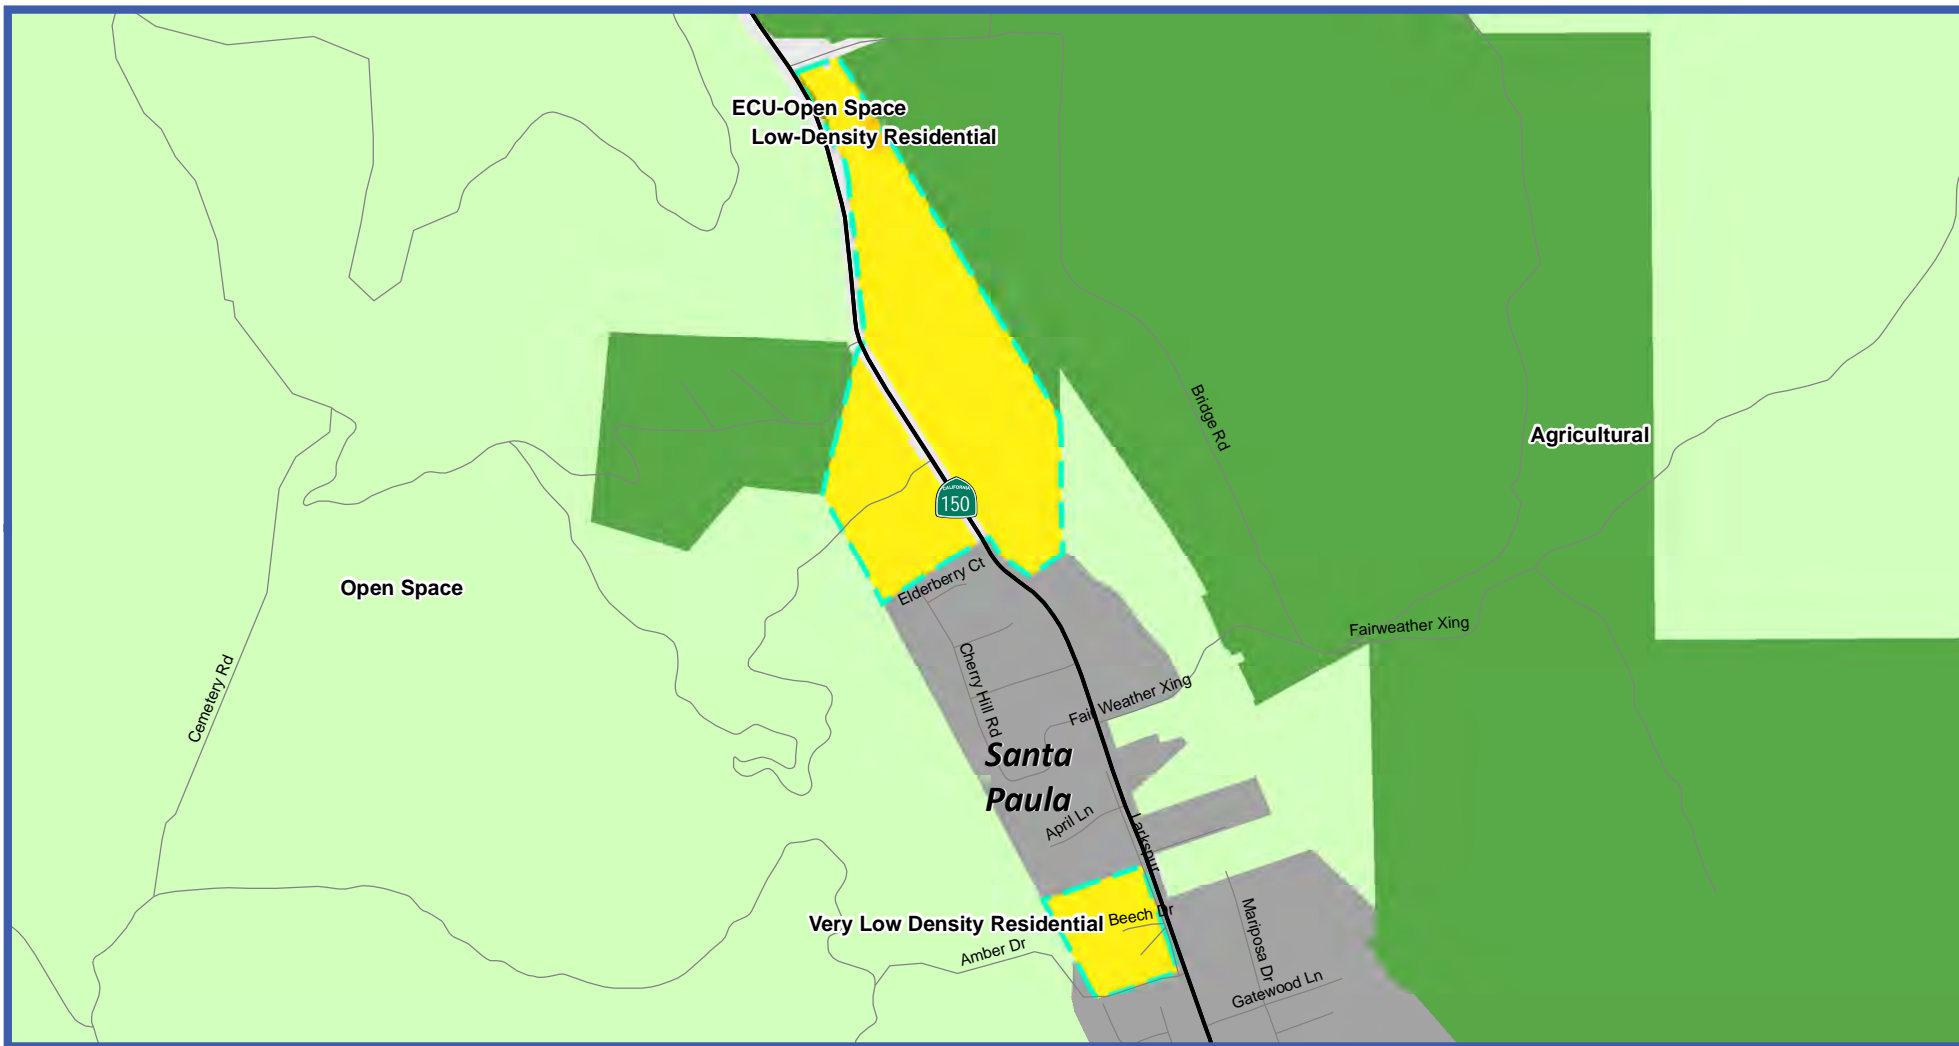 ECU-Open Space
Low-Density Residential
Bridge Rd
Agricultural
CALIFORNIA
150
Elderberry Ct
Open Space
Fairweather Xing
Cherry Hill Rd
Cemetery Rd
Fair Weather Xing
Santa
Paula
April Ln
Larkspur
Very Low Density Residential
Beech Dr
Mariposa Dr
Amber Dr
Gatewood Ln